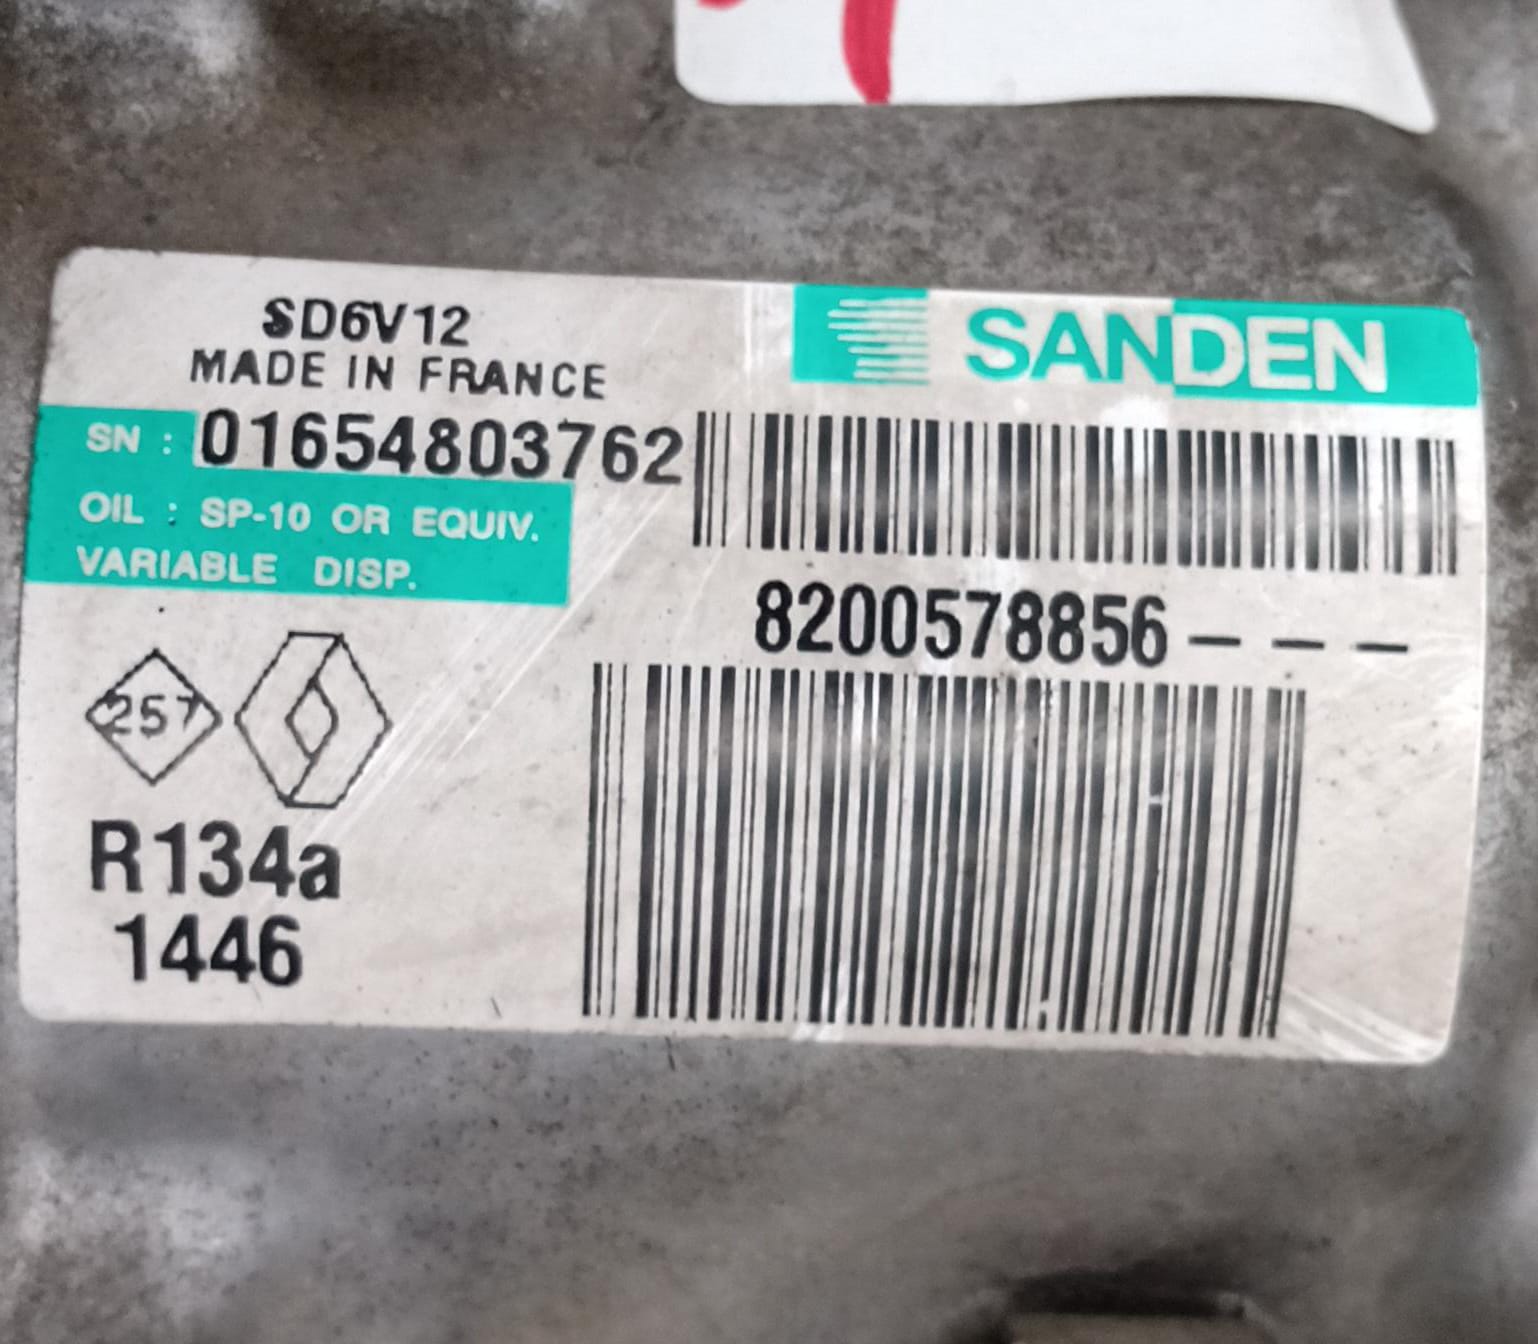 SD6V12
MADE IN FRANCE
SANDEN
SN : 01654803762
OIL : SP-10 OR EQUIV.
VARIABLE DISP.
8200578856---
257
R134a
1446